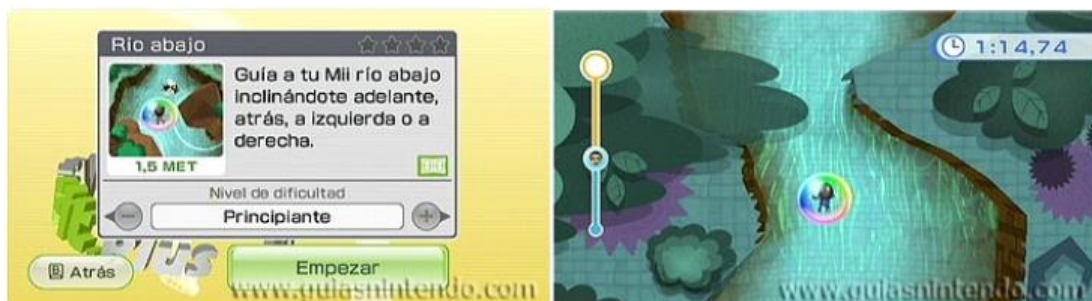 Río abajo
Guía a tu Mii río abajo
inclinándote adelante,
atrás, a izquierda o a
derecha.
1,5 MET
Nivel de dificultad
Principiante
B Atrás
Empezar
www.guiasnintendo.com
1:14,74
www.guiasnintendo.com